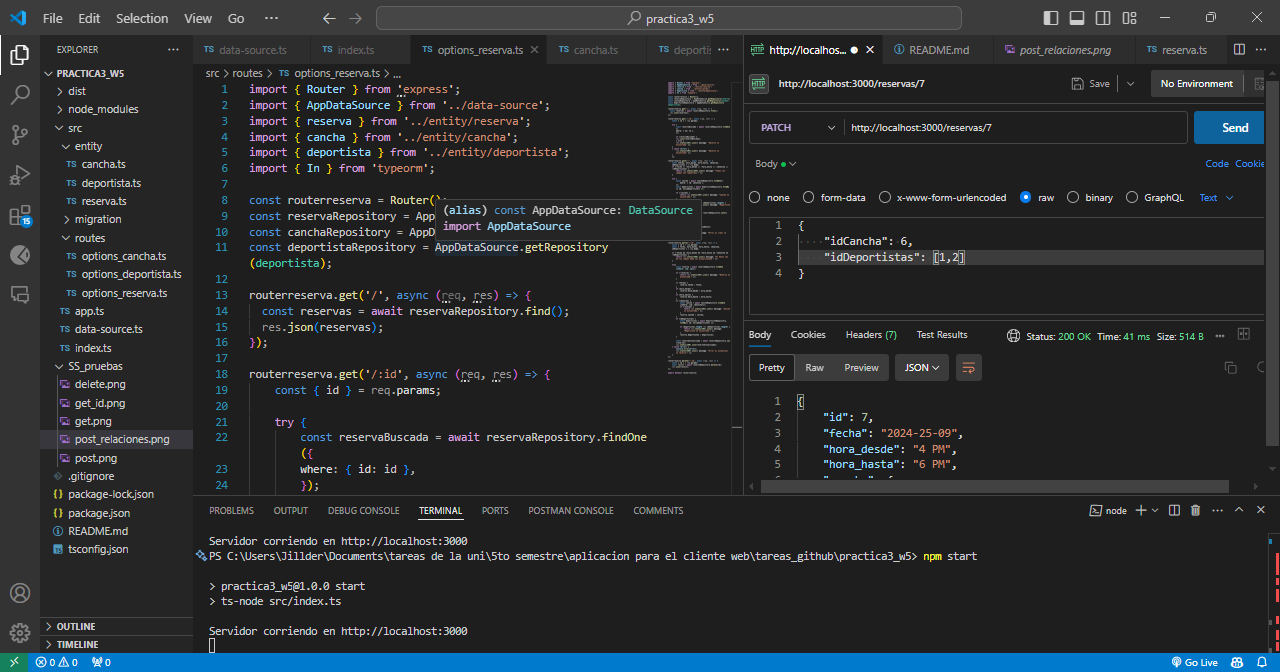 File Edit Selection View Go ···
practica3_w5
EXPLORER ···
PRACTICA3_W5
dist
node_modules
src
entity
TS cancha.ts
TS deportista.ts
TS reserva.ts
migration
routes
TS options_cancha.ts
TS options_deportista.ts
TS options_reserva.ts
TS app.ts
TS data-source.ts
TS index.ts
SS_pruebas
delete.png
get_id.png
get.png
post_relaciones.png
post.png
.gitignore
{} package-lock.json
{} package.json
README.md
tsconfig.json
OUTLINE
TIMELINE
15
TS data-source.ts TS index.ts TS options_reserva.ts TS cancha.ts TS ···
src > routes > TS options_reserva.ts > ...
1 import { Router } from 'express';
2 import { AppDataSource } from '../data-source';
3 import { reserva } from '../entity/reserva';
4 import { cancha } from '../entity/cancha';
5 import { deportista } from '../entity/deportista';
6 import { In } from 'typeorm';
7
8 const routerreserva = Router();
9 const reservaRepository = App
10 const canchaRepository = AppD
11 const deportistaRepository = AppDataSource.getRepository
(deportista);
(alias) const AppDataSource: DataSource
import AppDataSource
12
13 routerreserva.get('/', async (req, res) => {
14 const reservas = await reservaRepository.find();
15 res.json(reservas);
16 });
17
18 routerreserva.get('/:id', async (req, res) => {
19 const { id } = req.params;
20
21 try {
22 const reservaBuscada = await reservaRepository.findOne
({
23 where: { id: id },
24 });
HTTP http://localhos... README.md post_relaciones.png TS reserva.ts ···
HTTP http://localhost:3000/reservas/7 Save No Environment
PATCH http://localhost:3000/reservas/7 Send
Body Code Cookie
none form-data x-www-form-urlencoded raw binary GraphQL Text
1 {
2 "idCancha": 6,
3 "idDeportistas": [1,2]
4 }
Body Cookies Headers (7) Test Results Status: 200 OK Time: 41 ms Size: 514 B ···
Pretty Raw Preview JSON
1 {
2 "id": 7,
3 "fecha": "2024-25-09",
4 "hora_desde": "4 PM",
5 "hora_hasta": "6 PM",
PROBLEMS OUTPUT DEBUG CONSOLE TERMINAL PORTS POSTMAN CONSOLE COMMENTS node ···
Servidor corriendo en http://localhost:3000
PS C:\Users\Jillder\Documents\tareas de la uni\5to semestre\aplicacion para el cliente web\tareas_github\practica3_w5> npm start
> practica3_w5@1.0.0 start
> ts-node src/index.ts
Servidor corriendo en http://localhost:3000
0 0 0 Go Live